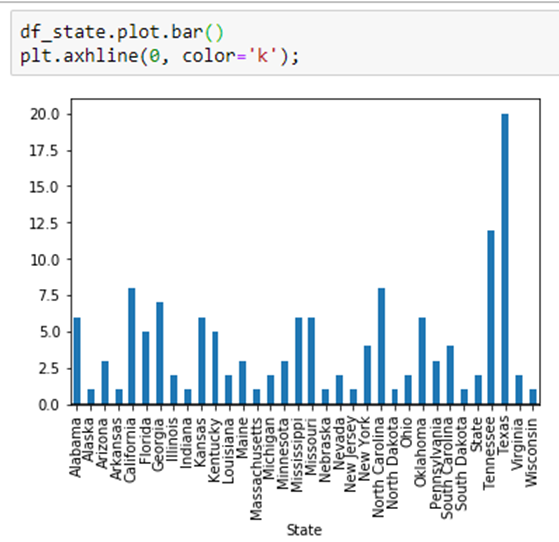 df_state.plot.bar()
plt.axhline(0, color='k');
20.0
17.5
15.0
12.5
10.0
7.5
5.0
2.5
0.0
Alabama
Alaska
Arizona
Arkansas
California
Florida
Georgia
Illinois
Indiana
Kansas
Kentucky
Louisiana
Maine
Massachusetts
Michigan
Minnesota
Mississippi
Missouri
Nebraska
Nevada
New Jersey
New York
North Carolina
North Dakota
Ohio
Oklahoma
Pennsylvania
South Carolina
South Dakota
State
Tennessee
Texas
Virginia
Wisconsin
State